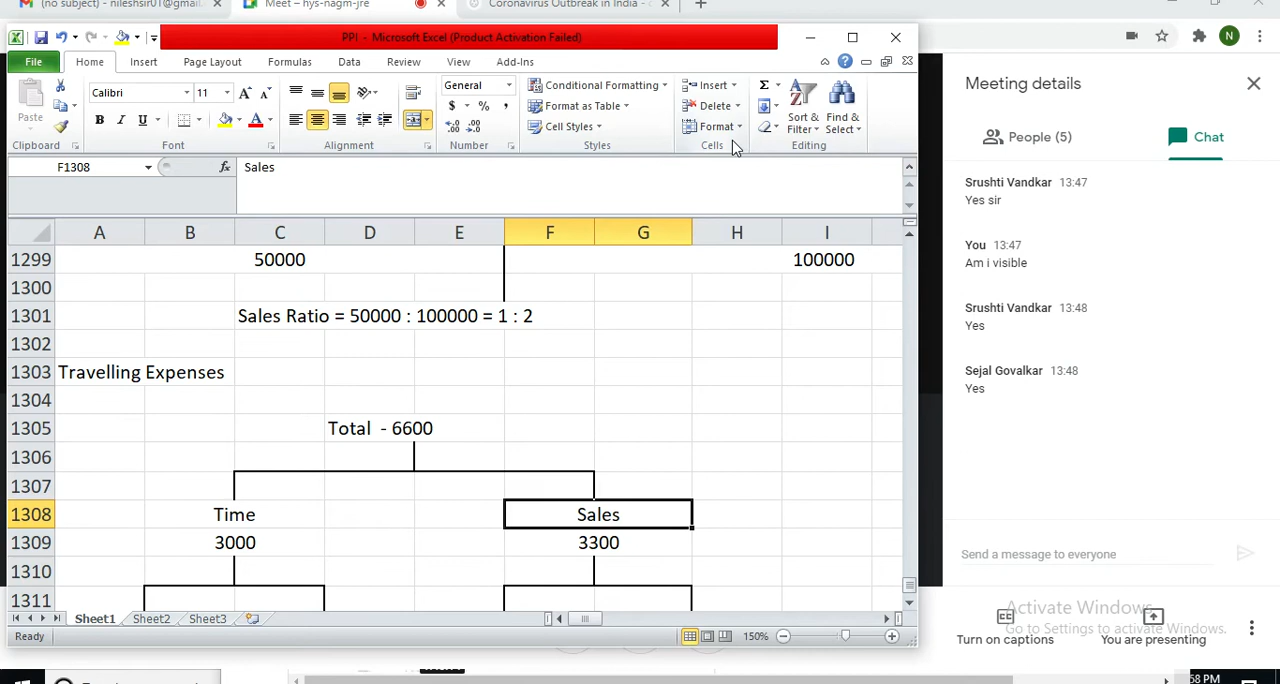 (no subject) - nileshsir01@gmail.
Meet – hys-nagm-jre
Coronavirus Outbreak in India -
PPI - Microsoft Excel (Product Activation Failed)
File Home Insert Page Layout Formulas Data Review View Add-Ins
Paste
Calibri 11
B I U
General
$ % ,
Conditional Formatting
Format as Table
Cell Styles
Insert
Delete
Format
Σ
Sort & Filter
Find & Select
Clipboard Font Alignment Number Styles Cells Editing
F1308 fx Sales
A B C D E F G H I
1299 50000 100000
1300
1301 Sales Ratio = 50000 : 100000 = 1 : 2
1302
1303 Travelling Expenses
1304
1305 Total - 6600
1306
1307
1308 Time Sales
1309 3000 3300
1310
1311
Sheet1 Sheet2 Sheet3
Ready 150%
N
Meeting details
People (5) Chat
Srushti Vandkar 13:47
Yes sir
You 13:47
Am i visible
Srushti Vandkar 13:48
Yes
Sejal Govalkar 13:48
Yes
Send a message to everyone
Activate Windows
Go to Settings to activate Windows.
Turn on captions You are presenting
58 PM